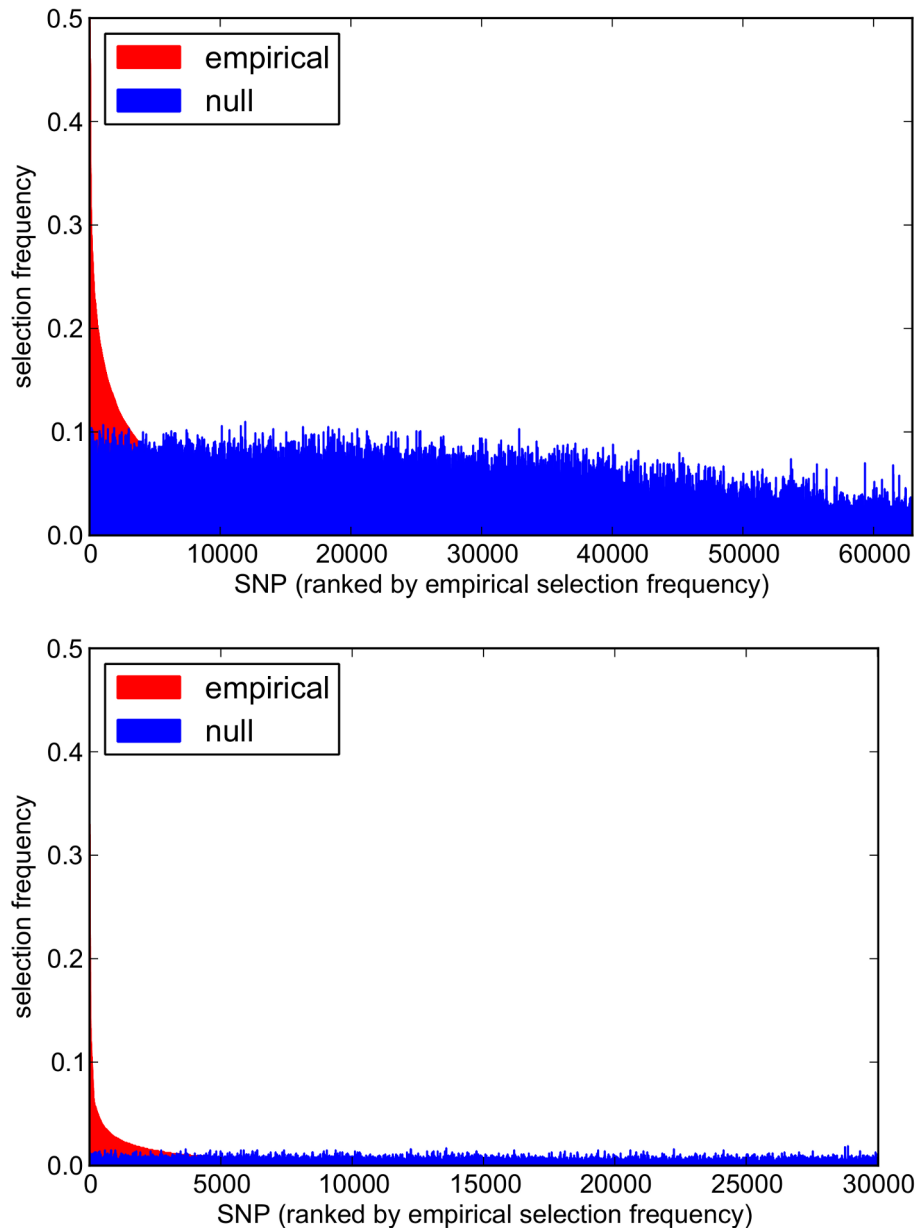 0.5
empirical
null
0.4
0.3
0.2
0.1
0.0
selection frequency
0 10000 20000 30000 40000 50000 60000
SNP (ranked by empirical selection frequency)
0.5
empirical
null
0.4
0.3
0.2
0.1
0.0
selection frequency
0 5000 10000 15000 20000 25000 30000
SNP (ranked by empirical selection frequency)